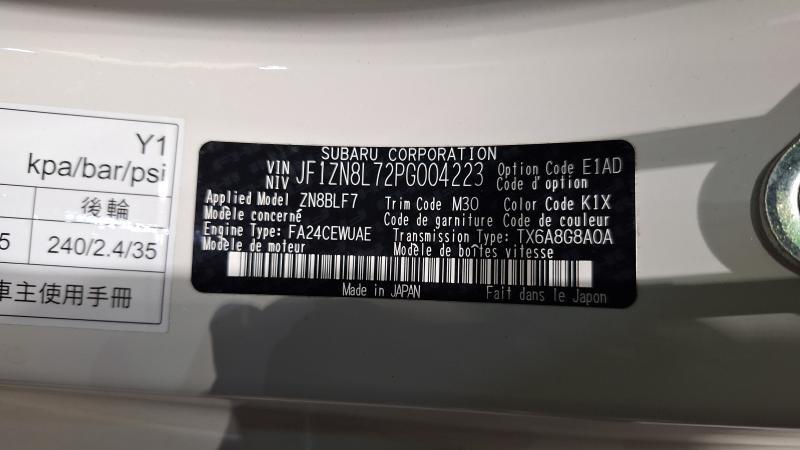 Y1
kpa/bar/psi
後輪
5
240/2.4/35
車主使用手冊
SUBARU CORPORATION
VIN
NIV
JF1ZN8L72PG004223
Option Code E1AD
Code d'option
Applied Model ZN8BLF7
Modèle concerné
Trim Code M30
Code de garniture
Color Code K1X
Code de couleur
Engine Type: FA24CEWUAE
Modèle de moteur
Transmission Type: TX6A8G8A0A
Modèle de boîtes vitesse
Made in JAPAN
Fait dans le Japon